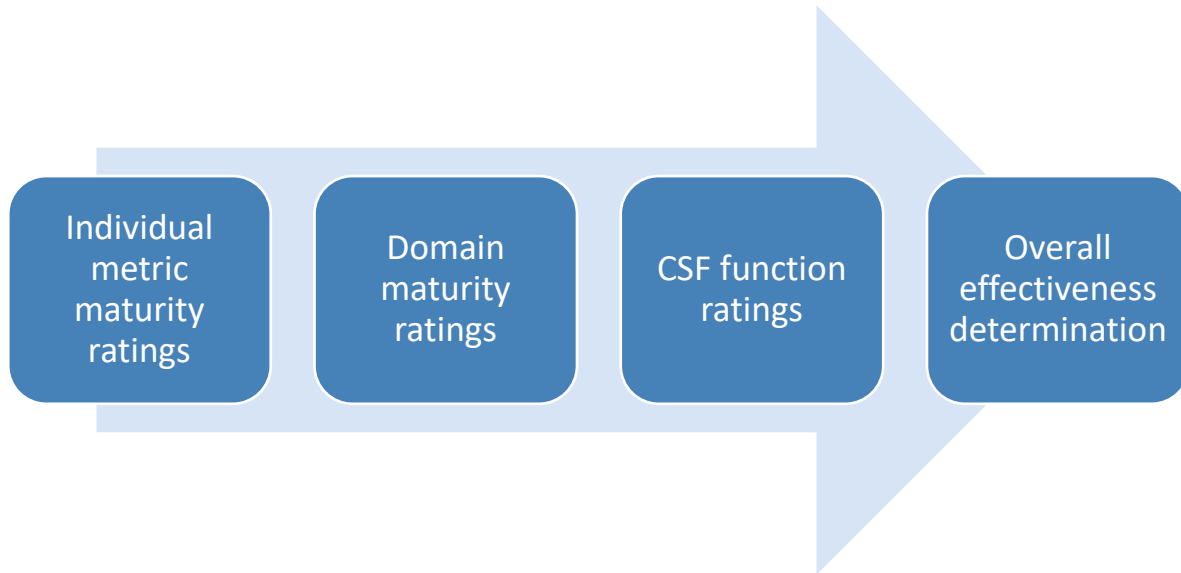 Individual
metric
maturity
ratings
Domain
maturity
ratings
CSF function
ratings
Overall
effectiveness
determination